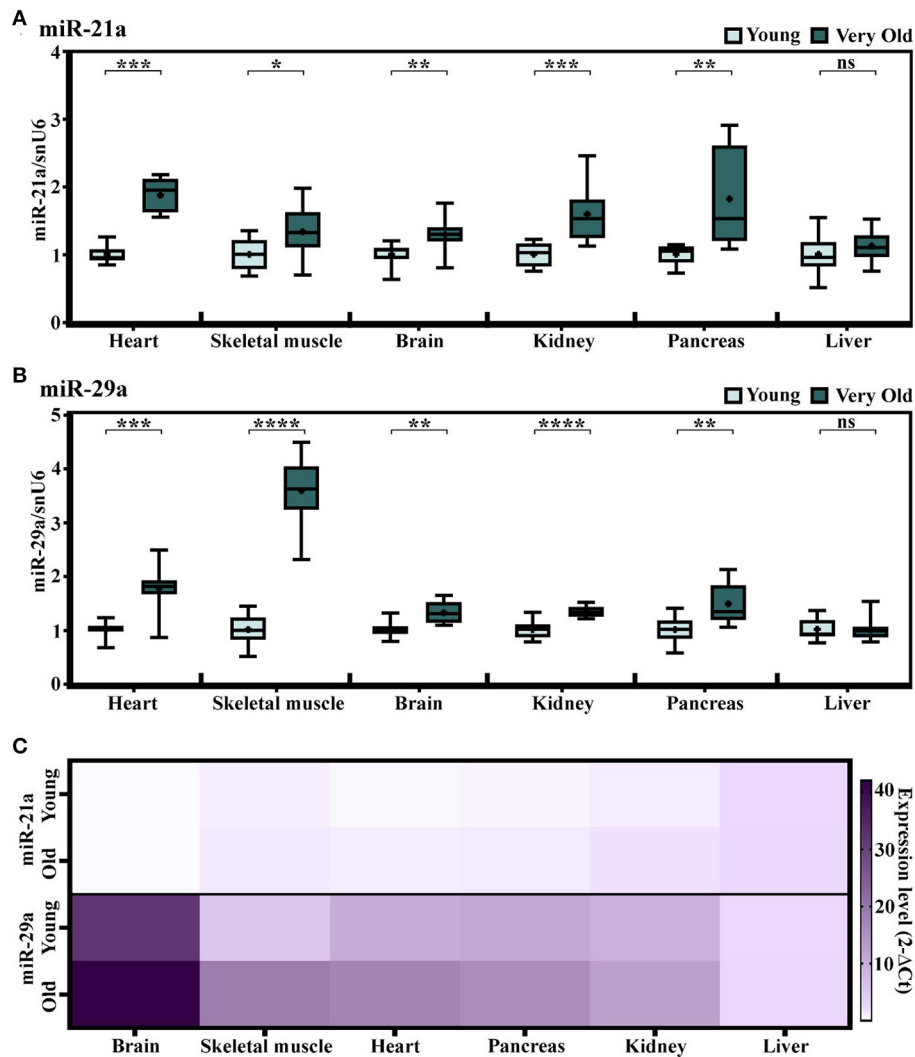 A
miR-21a
Young Very Old
miR-21a/snU6
4
3
2
1
0
*** * ** *** ** ns
Heart Skeletal muscle Brain Kidney Pancreas Liver
B
miR-29a
Young Very Old
miR-29a/snU6
5
4
3
2
1
0
*** **** ** **** ** ns
Heart Skeletal muscle Brain Kidney Pancreas Liver
C
miR-21a
Young
Old
miR-29a
Young
Old
Brain Skeletal muscle Heart Pancreas Kidney Liver
40
30
20
10
Expression level (2-ΔCt)